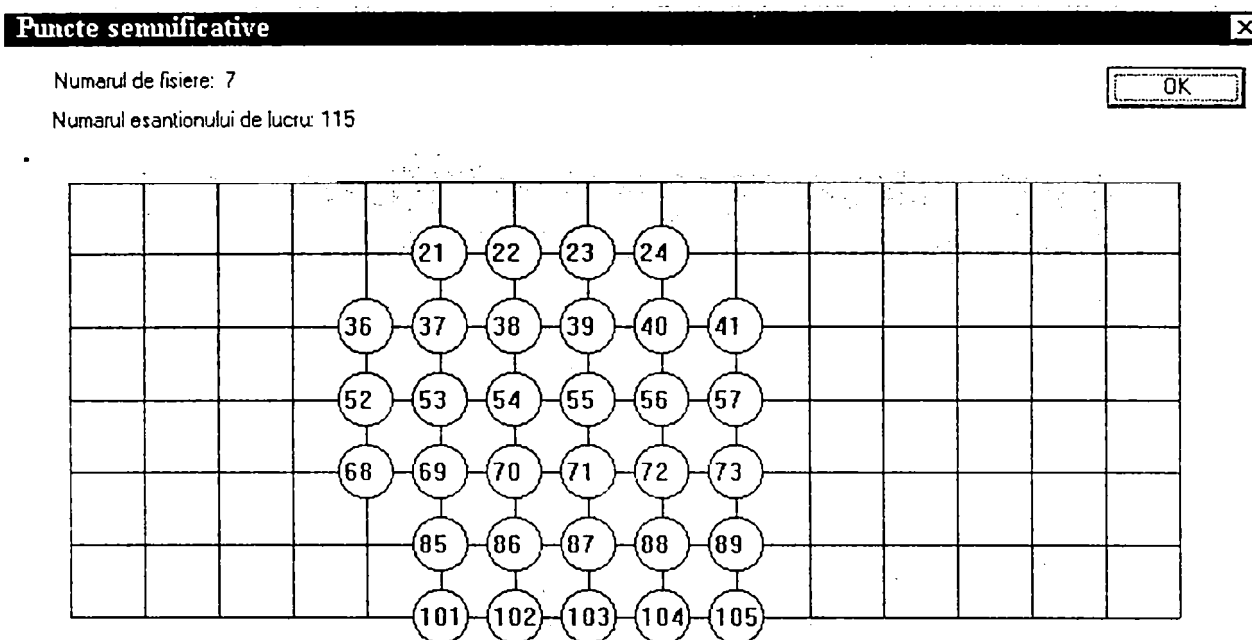 Puncte semnificative
Numarul de fisiere: 7
OK
Numarul esantionului de lucru: 115
21 22 23 24
36 37 38 39 40 41
52 53 54 55 56 57
68 69 70 71 72 73
85 86 87 88 89
101 102 103 104 105